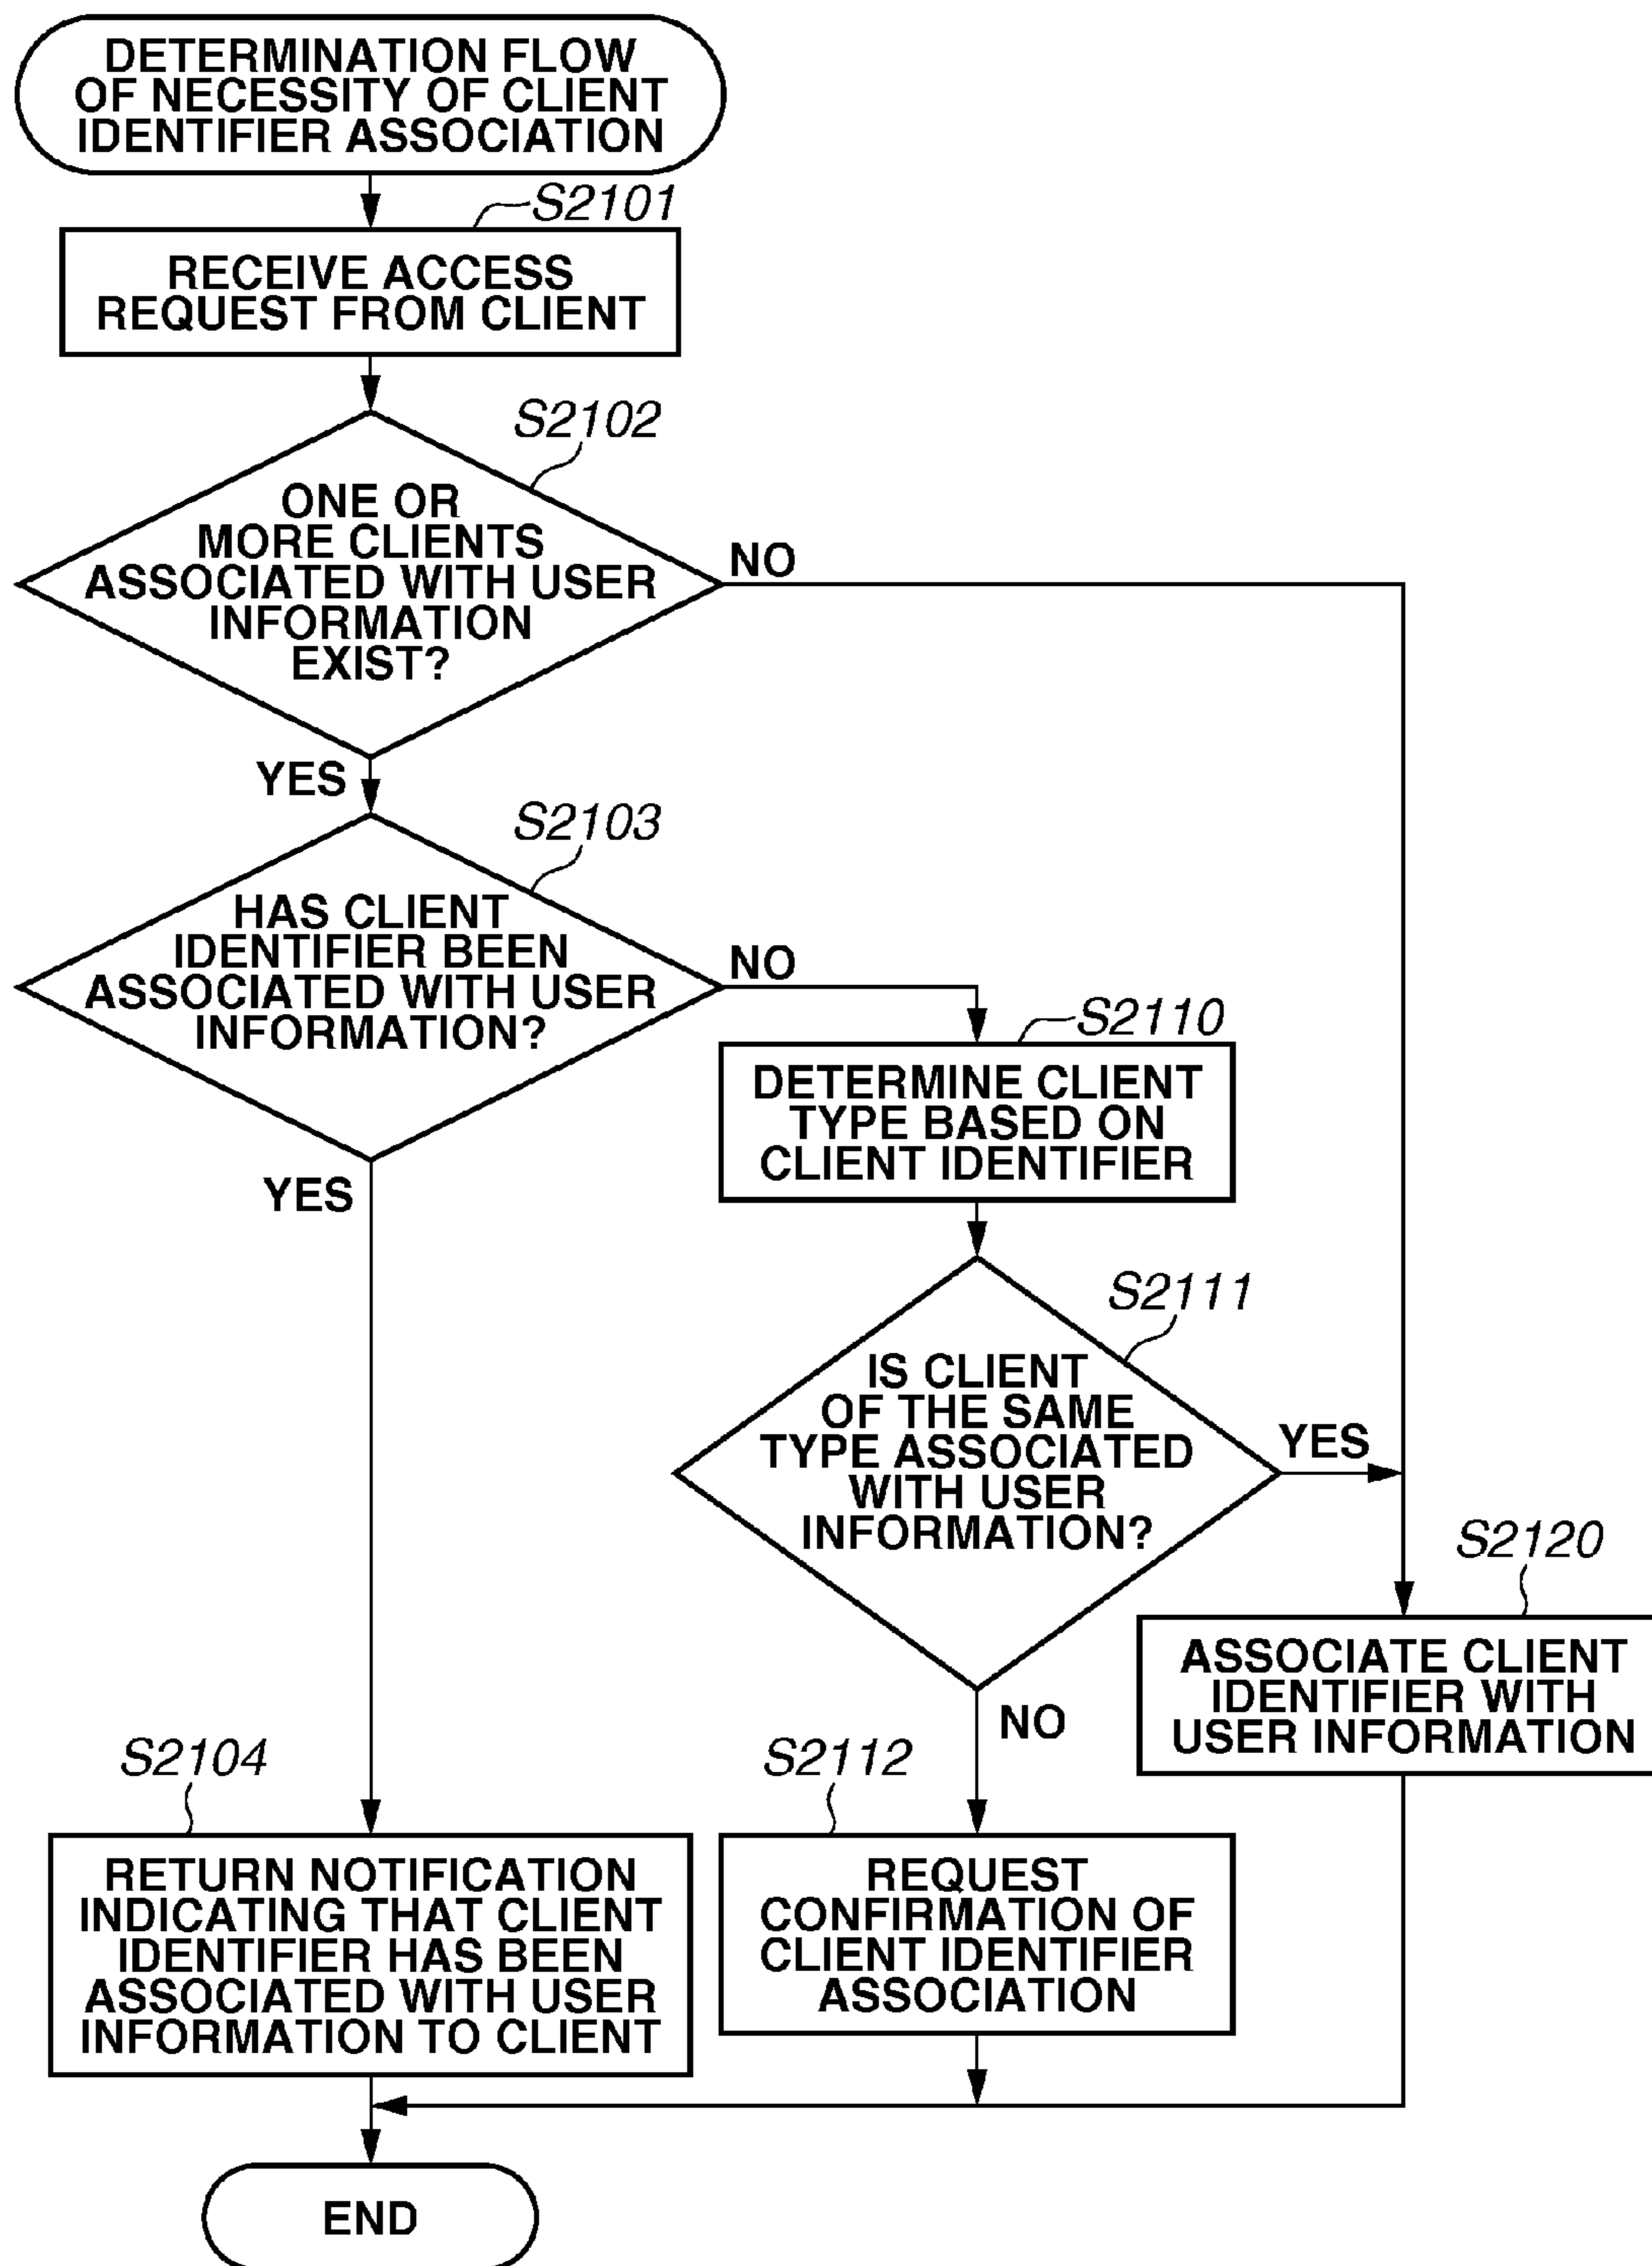 DETERMINATION FLOW
OF NECESSITY OF CLIENT
IDENTIFIER ASSOCIATION
S2101
RECEIVE ACCESS
REQUEST FROM CLIENT
S2102
ONE OR
MORE CLIENTS
ASSOCIATED WITH USER
INFORMATION
EXIST?
NO
YES
S2103
HAS CLIENT
IDENTIFIER BEEN
ASSOCIATED WITH USER
INFORMATION?
NO
YES
S2110
DETERMINE CLIENT
TYPE BASED ON
CLIENT IDENTIFIER
S2111
IS CLIENT
OF THE SAME
TYPE ASSOCIATED
WITH USER
INFORMATION?
YES
NO
S2120
ASSOCIATE CLIENT
IDENTIFIER WITH
USER INFORMATION
S2104
RETURN NOTIFICATION
INDICATING THAT CLIENT
IDENTIFIER HAS BEEN
ASSOCIATED WITH USER
INFORMATION TO CLIENT
S2112
REQUEST
CONFIRMATION OF
CLIENT IDENTIFIER
ASSOCIATION
END